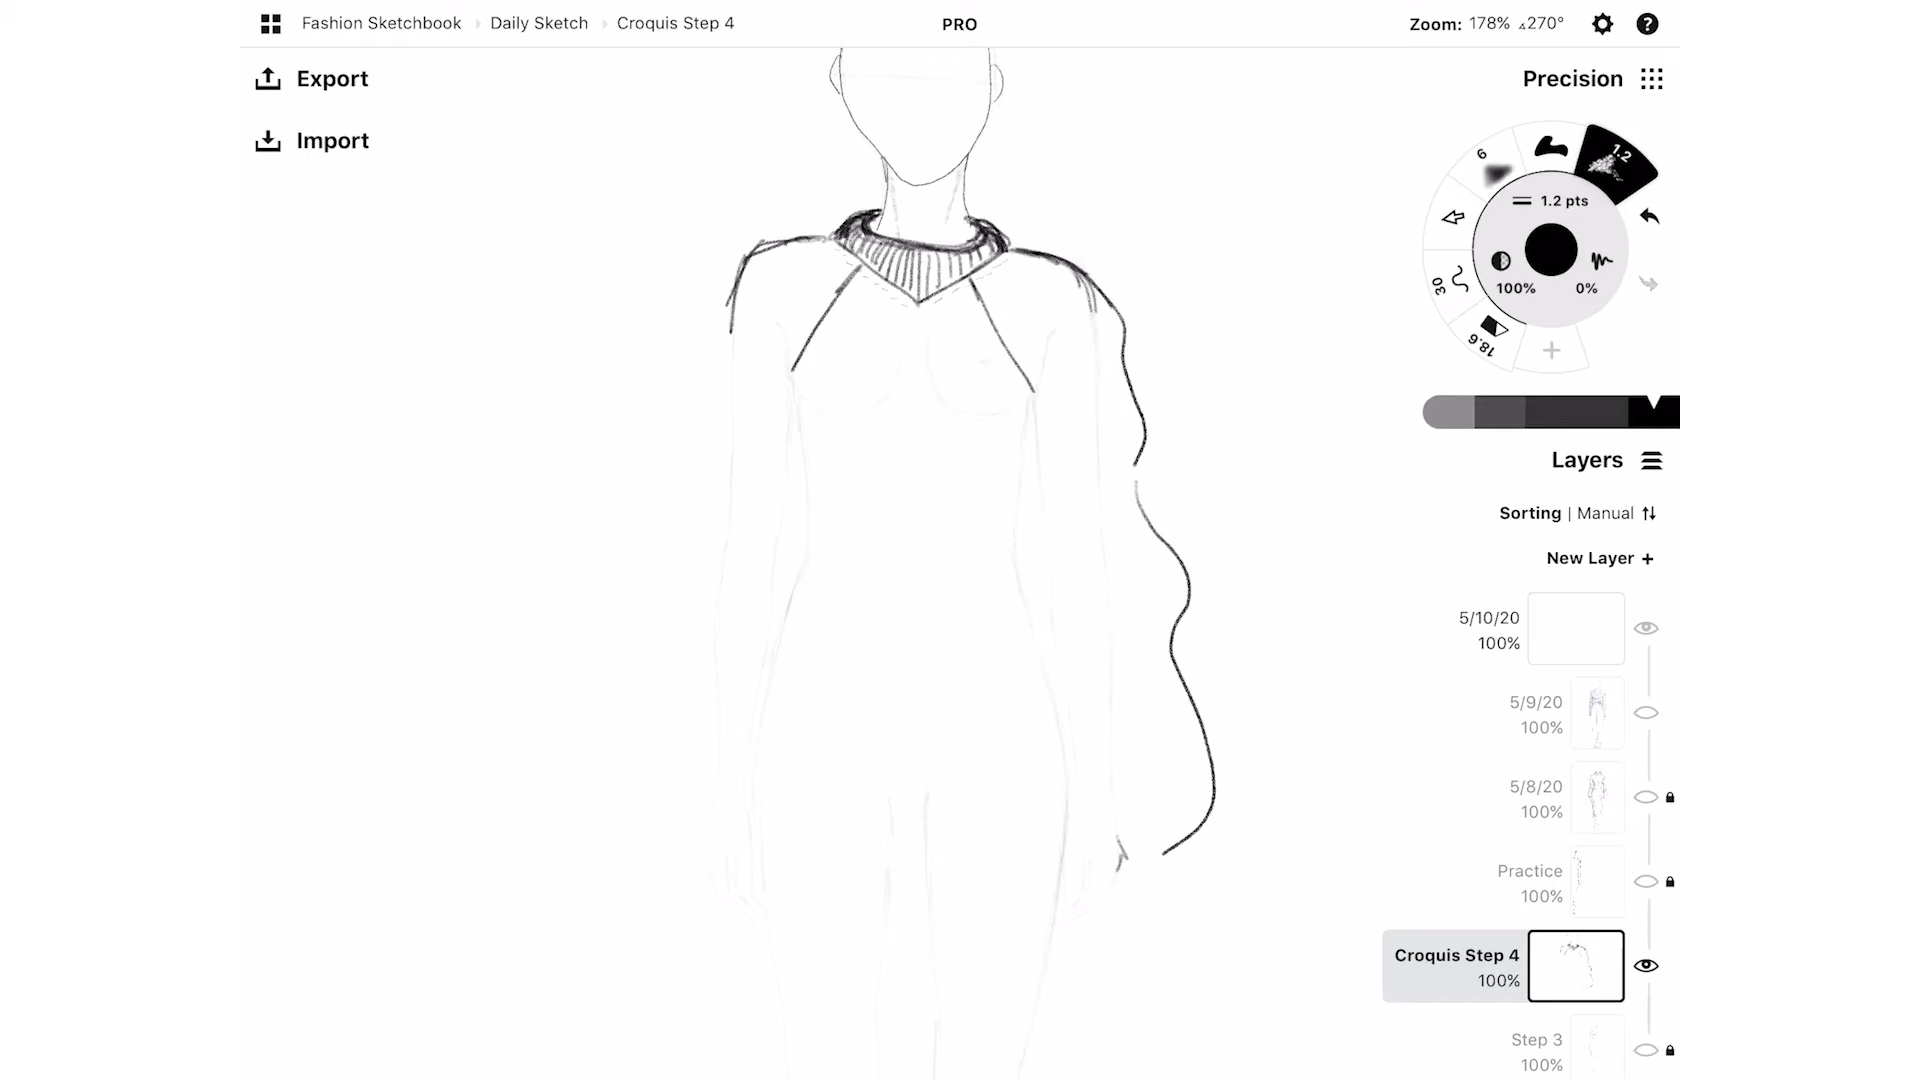 Fashion Sketchbook Daily Sketch Croquis Step 4
PRO
Zoom: 178% ⦟270°
Export
Import
Precision
1.2
6
1.2 pts
100%
0%
30
18.6
Layers
Sorting | Manual
New Layer +
5/10/20
100%
5/9/20
100%
5/8/20
100%
Practice
100%
Croquis Step 4
100%
Step 3
100%